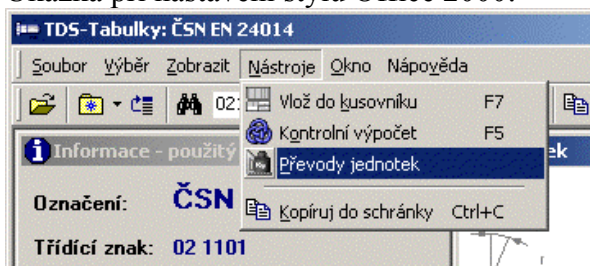 Ukázka při nastavení stylu Office 2000:
TDS-Tabulky: ČSN EN 24014
Soubor Výběr Zobrazit Nástroje Okno Nápověda
02
Vlož do kusovníku F7
Kontrolní výpočet F5
Informace - použitý
Převody jednotek
ek
Označení: ČSN
Kopíruj do schránky Ctrl+C
Třídící znak: 02 1101